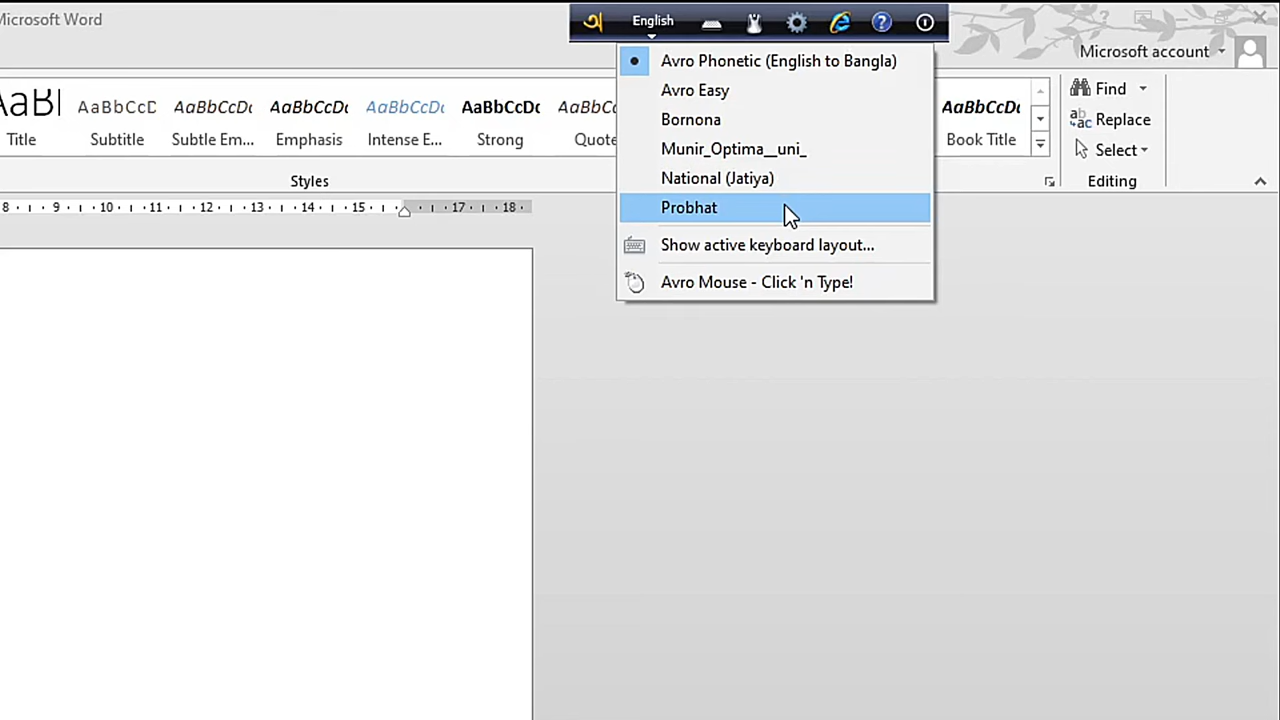 Microsoft Word
English
Microsoft account
Avro Phonetic (English to Bangla)
Avro Easy
Bornona
Munir_Optima__uni_
National (Jatiya)
Probhat
Show active keyboard layout...
Avro Mouse - Click 'n Type!
AaBbCcD AaBbCcDc AaBbCcDc AaBbCcDc AaBbCcDc AaBbCcDc
Title Subtitle Subtle Em... Emphasis Intense E... Strong Quote Book Title
Styles
Find
Replace
Select
Editing
8 9 10 11 12 13 14 15 17 18